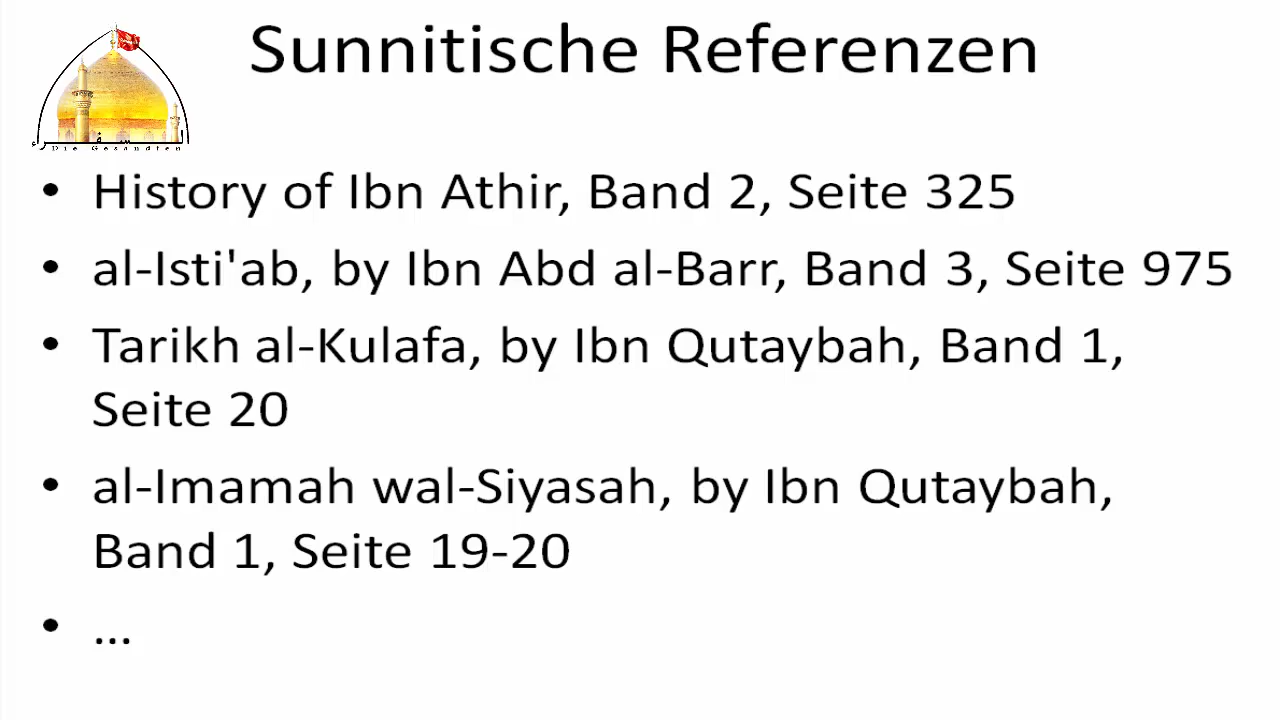 Sunnitische Referenzen
Die Gesandten
• History of Ibn Athir, Band 2, Seite 325
• al-Isti'ab, by Ibn Abd al-Barr, Band 3, Seite 975
• Tarikh al-Kulafa, by Ibn Qutaybah, Band 1,
Seite 20
• al-Imamah wal-Siyasah, by Ibn Qutaybah,
Band 1, Seite 19-20
• ...